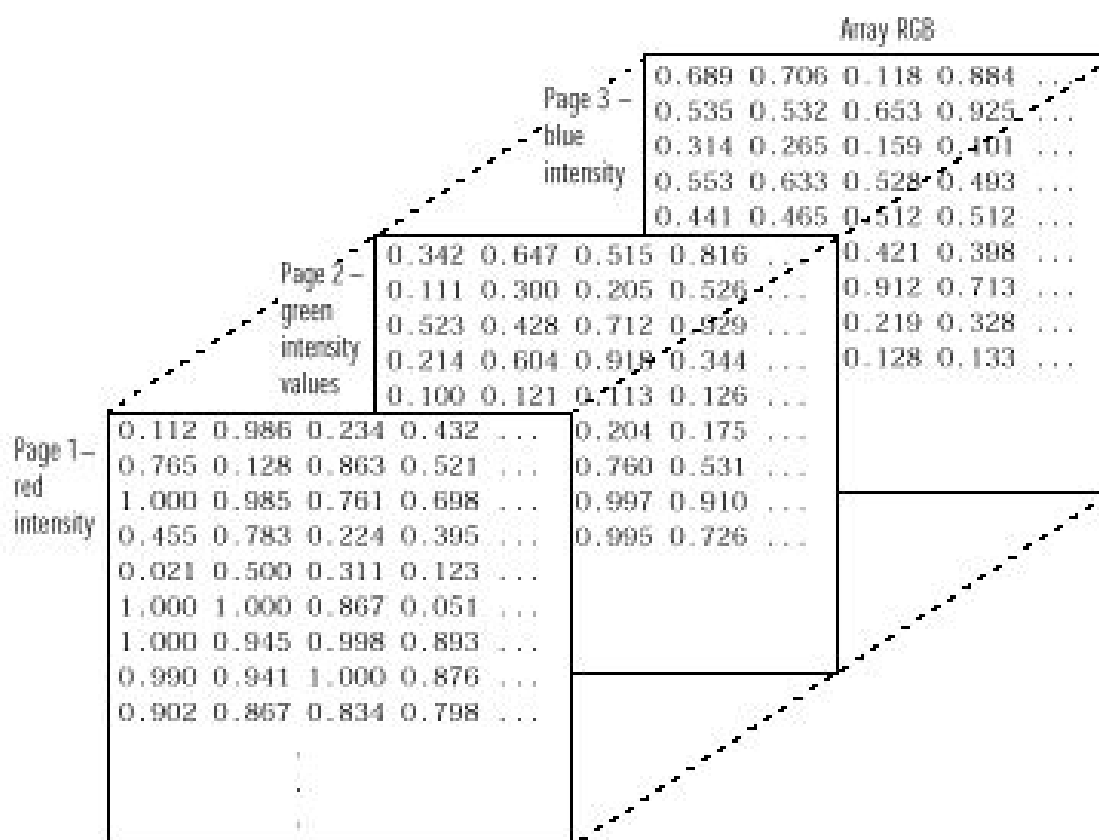 Array RGB
Page 3 –
blue
intensity
0.689 0.706 0.118 0.884 ...
0.535 0.532 0.653 0.925 ...
0.314 0.265 0.159 0.101 ...
0.553 0.633 0.528 0.493 ...
0.441 0.465 0.512 0.512 ...
0.421 0.398 ...
0.912 0.713 ...
0.219 0.328 ...
0.128 0.133 ...
Page 2 –
green
intensity
values
0.342 0.647 0.515 0.816 ...
0.111 0.300 0.205 0.526 ...
0.523 0.428 0.712 0.929 ...
0.214 0.604 0.918 0.344 ...
0.100 0.121 0.113 0.126 ...
0.204 0.175 ...
0.760 0.531 ...
0.997 0.910 ...
0.995 0.726 ...
Page 1 –
red
intensity
0.112 0.986 0.234 0.432 ...
0.765 0.128 0.863 0.521 ...
1.000 0.985 0.761 0.698 ...
0.455 0.783 0.224 0.395 ...
0.021 0.500 0.311 0.123 ...
1.000 1.000 0.867 0.051 ...
1.000 0.945 0.998 0.893 ...
0.990 0.941 1.000 0.876 ...
0.902 0.867 0.834 0.798 ...